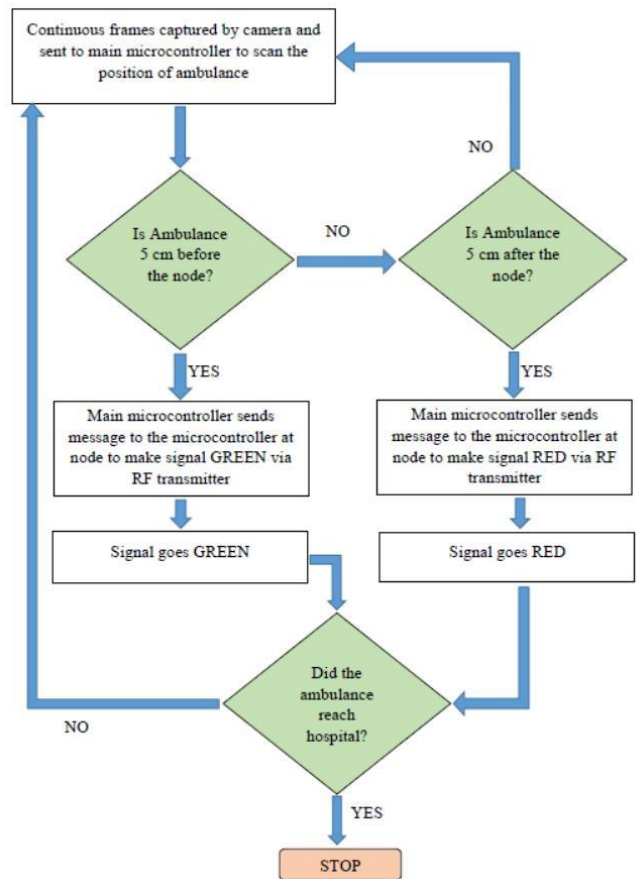 Continuous frames captured by camera and
sent to main microcontroller to scan the
position of ambulance
NO
Is Ambulance
5 cm before
the node?
NO
Is Ambulance
5 cm after the
node?
YES
YES
Main microcontroller sends
message to the microcontroller at
node to make signal GREEN via
RF transmitter
Main microcontroller sends
message to the microcontroller at
node to make signal RED via RF
transmitter
Signal goes GREEN
Signal goes RED
Did the
ambulance
reach
hospital?
NO
YES
STOP